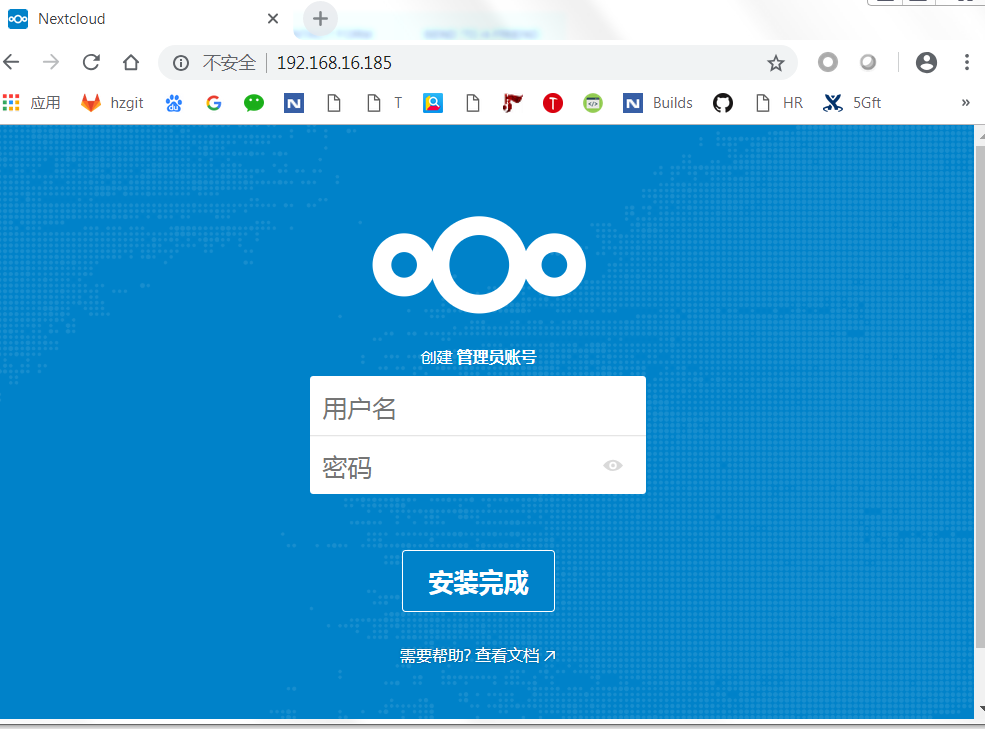 Nextcloud
不安全 192.168.16.185
应用 hzgit T Builds HR 5Gft »
创建 管理员账号
用户名
密码
安装完成
需要帮助? 查看文档 ↗